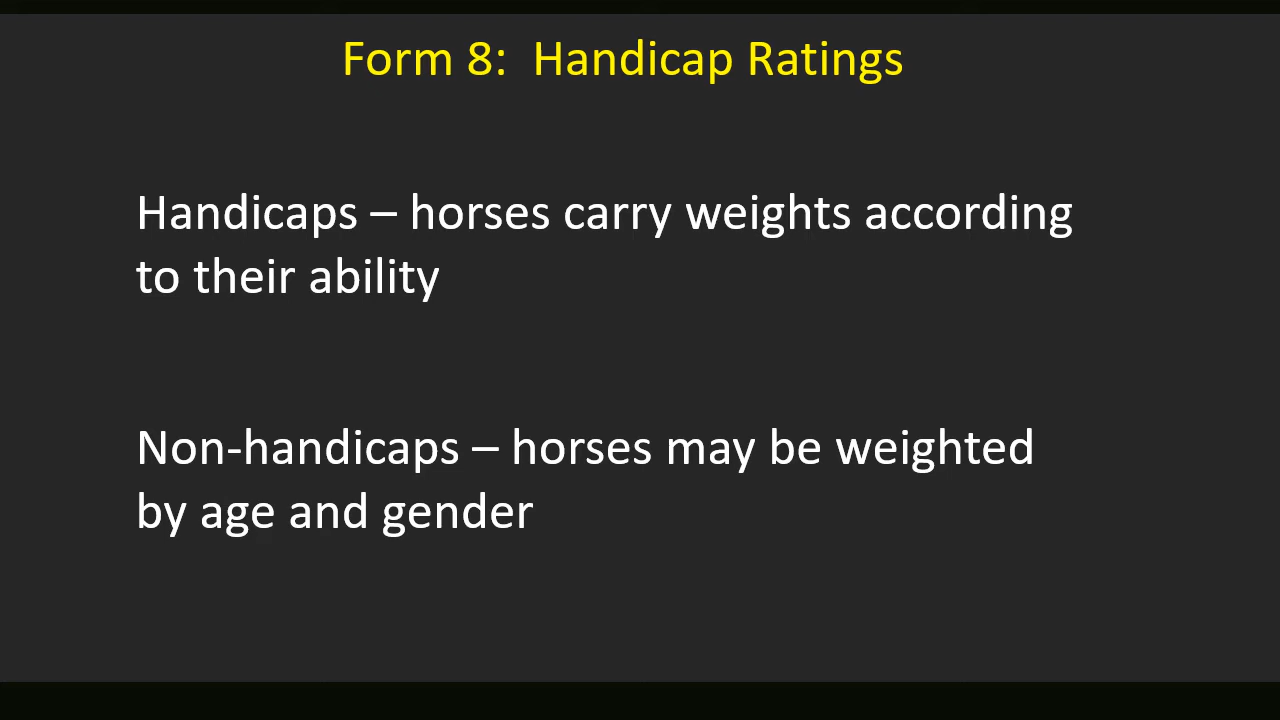 Form 8:  Handicap Ratings
Handicaps – horses carry weights according
to their ability
Non-handicaps – horses may be weighted
by age and gender